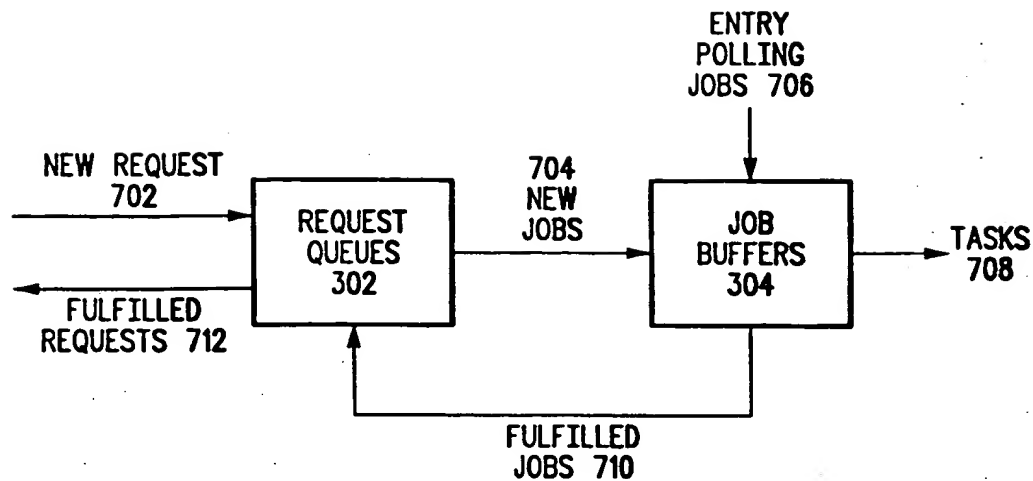 ENTRY
POLLING
JOBS 706
NEW REQUEST
702
REQUEST
QUEUES
302
704
NEW
JOBS
JOB
BUFFERS
304
TASKS
708
FULFILLED
REQUESTS 712
FULFILLED
JOBS 710